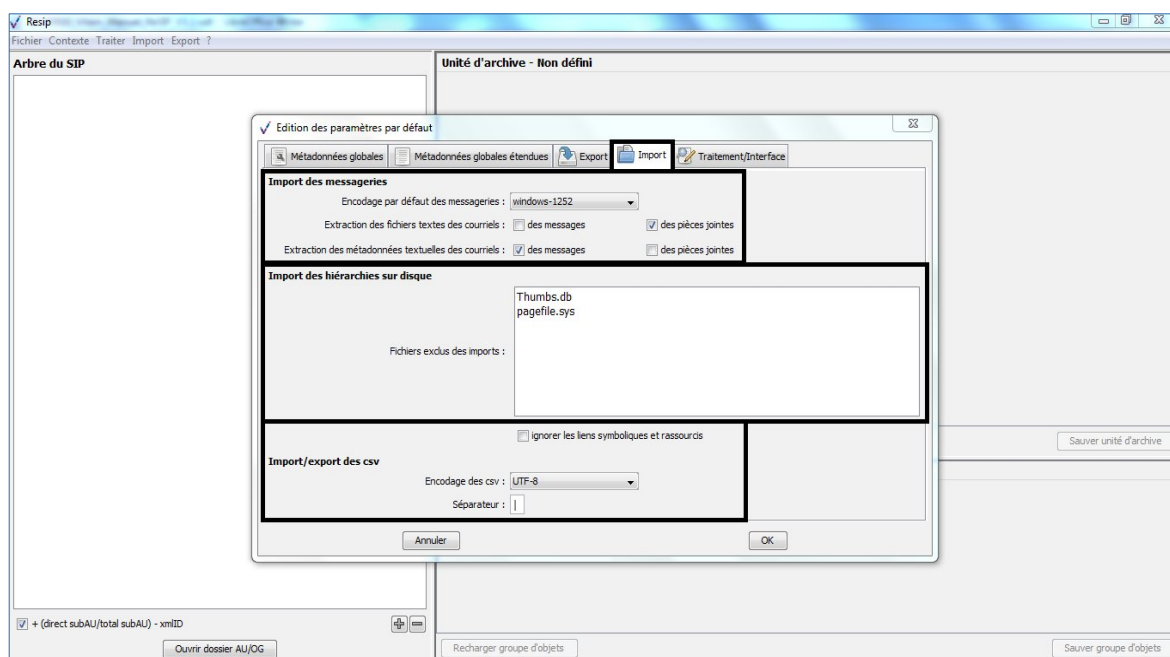 Resip
Fichier Contexte Traiter Import Export ?
Arbre du SIP
Unité d'archive - Non défini
Edition des paramètres par défaut
Métadonnées globales Métadonnées globales étendues Export Import Traitement/Interface
Import des messageries
Encodage par défaut des messageries : windows-1252
Extraction des fichiers textes des courriels : des messages des pièces jointes
Extraction des métadonnées textuelles des courriels : des messages des pièces jointes
Import des hiérarchies sur disque
Thumbs.db
pagefile.sys
Fichiers exclus des imports :
ignorer les liens symboliques et rassourcis
Sauver unité d'archive
Import/export des csv
Encodage des csv : UTF-8
Séparateur : |
Annuler OK
+ (direct subAU/total subAU) - xmlID
Ouvrir dossier AU/OG
Recharger groupe d'objets
Sauver groupe d'objets